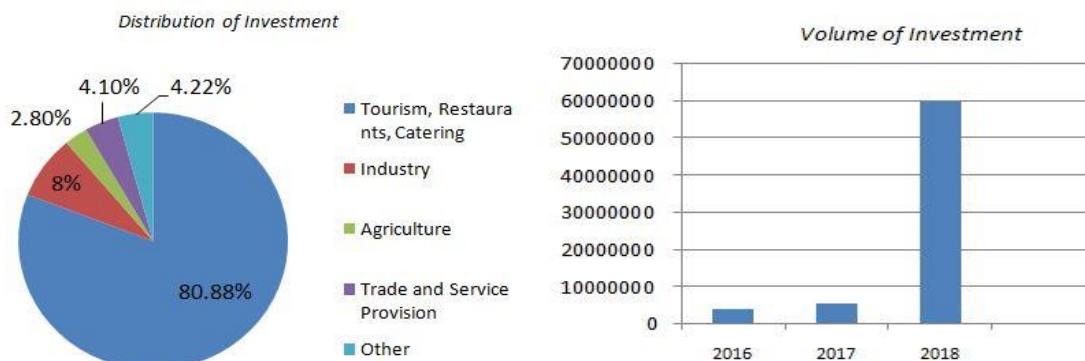 Distribution of Investment
4.10%
4.22%
2.80%
8%
80.88%
Tourism, Restaura
nts, Catering
Industry
Agriculture
Trade and Service
Provision
Other
Volume of Investment
70000000
60000000
50000000
40000000
30000000
20000000
10000000
0
2016
2017
2018